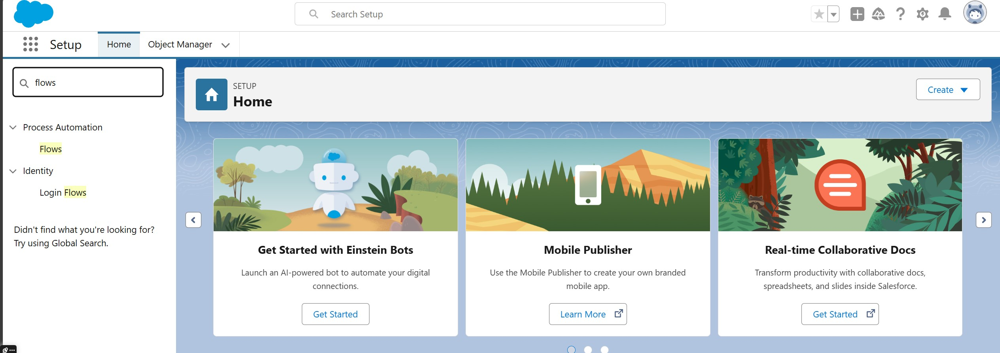 Search Setup
Setup
Home
Object Manager
flows
Process Automation
Flows
Identity
Login Flows
Didn't find what you're looking for?
Try using Global Search.
SETUP
Home
Create
Get Started with Einstein Bots
Launch an AI-powered bot to automate your digital
connections.
Get Started
Mobile Publisher
Use the Mobile Publisher to create your own branded
mobile app.
Learn More
Real-time Collaborative Docs
Transform productivity with collaborative docs,
spreadsheets, and slides inside Salesforce.
Get Started